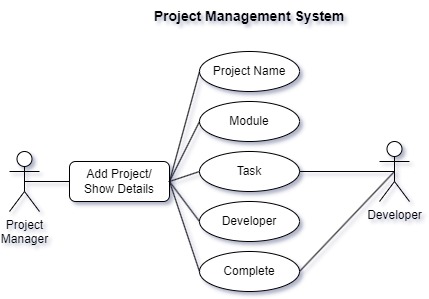 Project Management System
Project Name
Module
Add Project/
Show Details
Task
Project
Manager
Developer
Developer
Complete